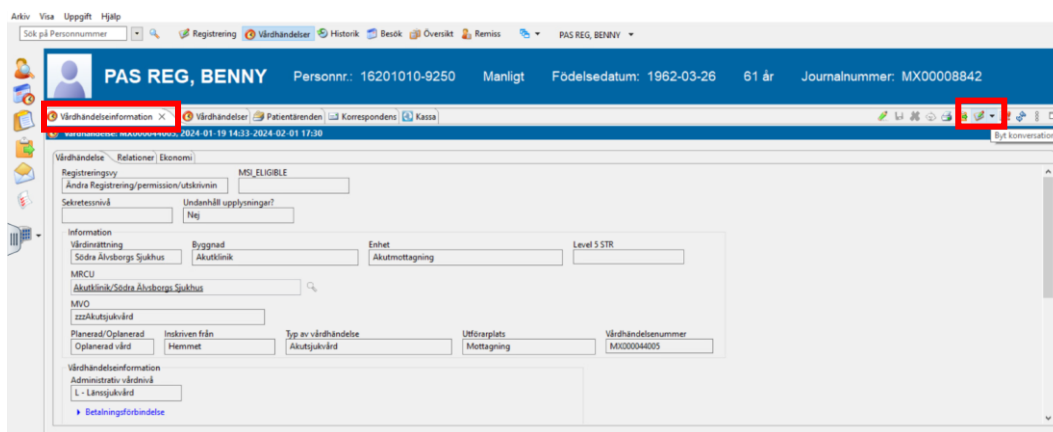 Arkiv Visa Uppgift Hjälp
Sök på Personnummer Registrering Vårdhändelser Historik Besök Översikt Remiss PAS REG, BENNY
PAS REG, BENNY Personnr.: 16201010-9250 Manligt Födelsedatum: 1962-03-26 61 år Journalnummer: MX00008842
Vårdhändelseinformation Vårdhändelser Patientärenden Korrespondens Kassa
Vårdhändelse: MX000044005, 2024-01-19 14:33-2024-02-01 17:30
Byt konversation
Vårdhändelse Relationer Ekonomi
Registreringsvy MSI_ELIGIBLE
Ändra Registrering/permission/utskrivnin
Sekretessnivå Undanhåll upplysningar?
Nej
Information
Vårdinrättning Byggnad Enhet Level 5 STR
Södra Älvsborgs Sjukhus Akutklinik Akutmottagning
MRCU
Akutklinik/Södra Älvsborgs Sjukhus
MVO
zzzAkutsjukvård
Planerad/Oplanerad Inskriven från Typ av vårdhändelse Utförarplats Vårdhändelsenummer
Oplanerad vård Hemmet Akutsjukvård Mottagning MX000044005
Vårdhändelseinformation
Administrativ vårdnivå
L - Länssjukvård
Betalningsförbindelse